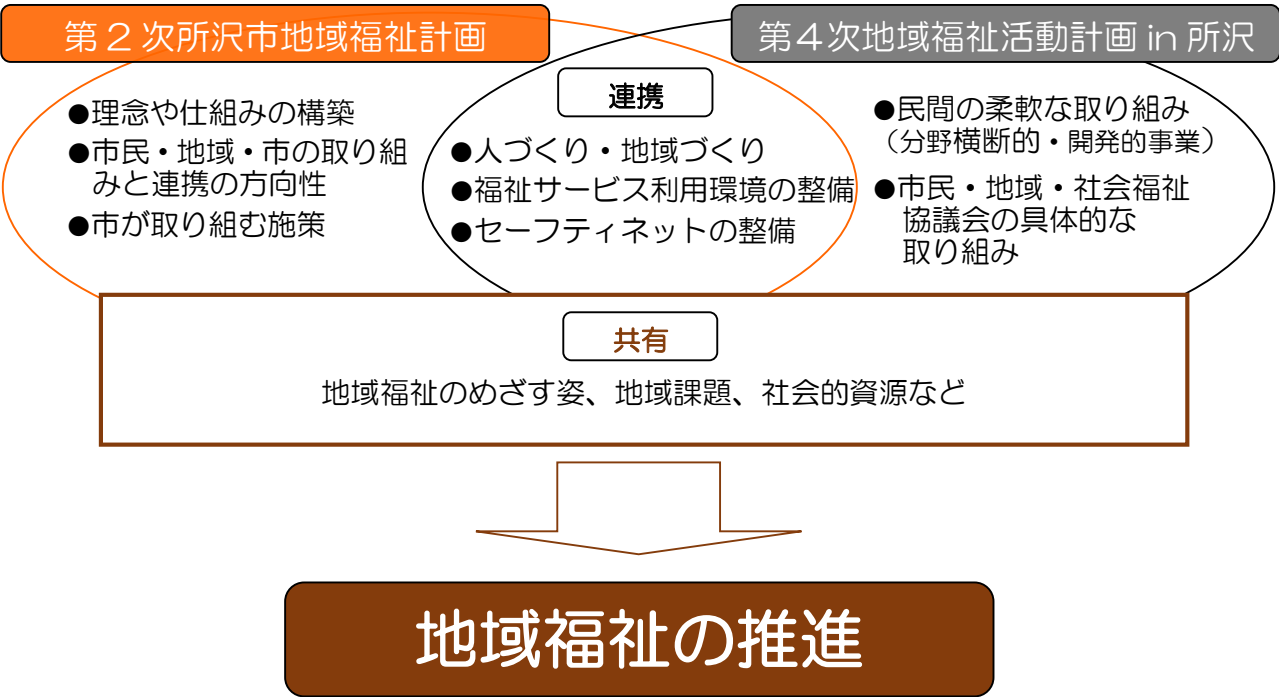 第２次所沢市地域福祉計画
●理念や仕組みの構築
●市民・地域・市の取り組
みと連携の方向性
●市が取り組む施策
連携
●人づくり・地域づくり
●福祉サービス利用環境の整備
●セーフティネットの整備
第４次地域福祉活動計画 in 所沢
●民間の柔軟な取り組み
（分野横断的・開発的事業）
●市民・地域・社会福祉
協議会の具体的な
取り組み
共有
地域福祉のめざす姿、地域課題、社会的資源など
地域福祉の推進